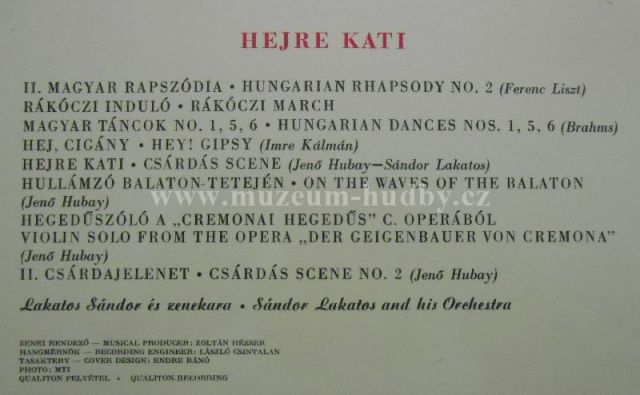 HEJRE KATI
II. MAGYAR RAPSZÓDIA • HUNGARIAN RHAPSODY NO. 2 (Ferenc Liszt)
RÁKÓCZI INDULÓ • RÁKÓCZI MARCH
MAGYAR TÁNCOK NO. 1, 5, 6 • HUNGARIAN DANCES NOS. 1, 5, 6 (Brahms)
HEJ, CIGÁNY • HEY! GIPSY (Imre Kálmán)
HEJRE KATI • CSÁRDÁS SCENE (Jenő Hubay—Sándor Lakatos)
HULLÁMZÓ BALATON-TETEJÉN • ON THE WAVES OF THE BALATON
(Jenő Hubay)
www.muzeum-hudby.cz
HEGEDŰSZÓLÓ A „CREMONAI HEGEDŰS” C. OPERÁBÓL
VIOLIN SOLO FROM THE OPERA „DER GEIGENBAUER VON CREMONA”
(Jenő Hubay)
II. CSÁRDAJELENET • CSÁRDÁS SCENE NO. 2 (Jenő Hubay)
Lakatos Sándor és zenekara • Sándor Lakatos and his Orchestra
ZENEI RENDEZŐ — MUSICAL PRODUCER: ZOLTÁN HÉZSER
HANGMÉRNÖK — RECORDING ENGINEER: LÁSZLÓ CSINTALAN
TASAKTERV — COVER DESIGN: ENDRE BÁNÓ
PHOTO: MTI
QUALITON FELVÉTEL • QUALITON RECORDING